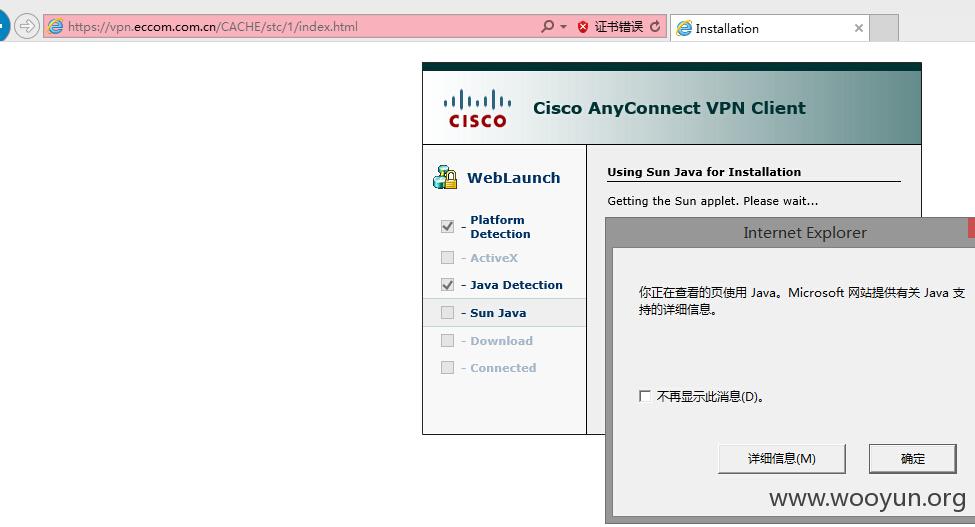 https://vpn.eccom.com.cn/CACHE/stc/1/index.html
证书错误
Installation
CISCO
Cisco AnyConnect VPN Client
WebLaunch
- Platform
Detection
- ActiveX
- Java Detection
- Sun Java
- Download
- Connected
Using Sun Java for Installation
Getting the Sun applet. Please wait...
Internet Explorer
你正在查看的页使用 Java。Microsoft 网站提供有关 Java 支
持的详细信息。
不再显示此消息(D)。
详细信息(M)
确定
www.wooyun.org